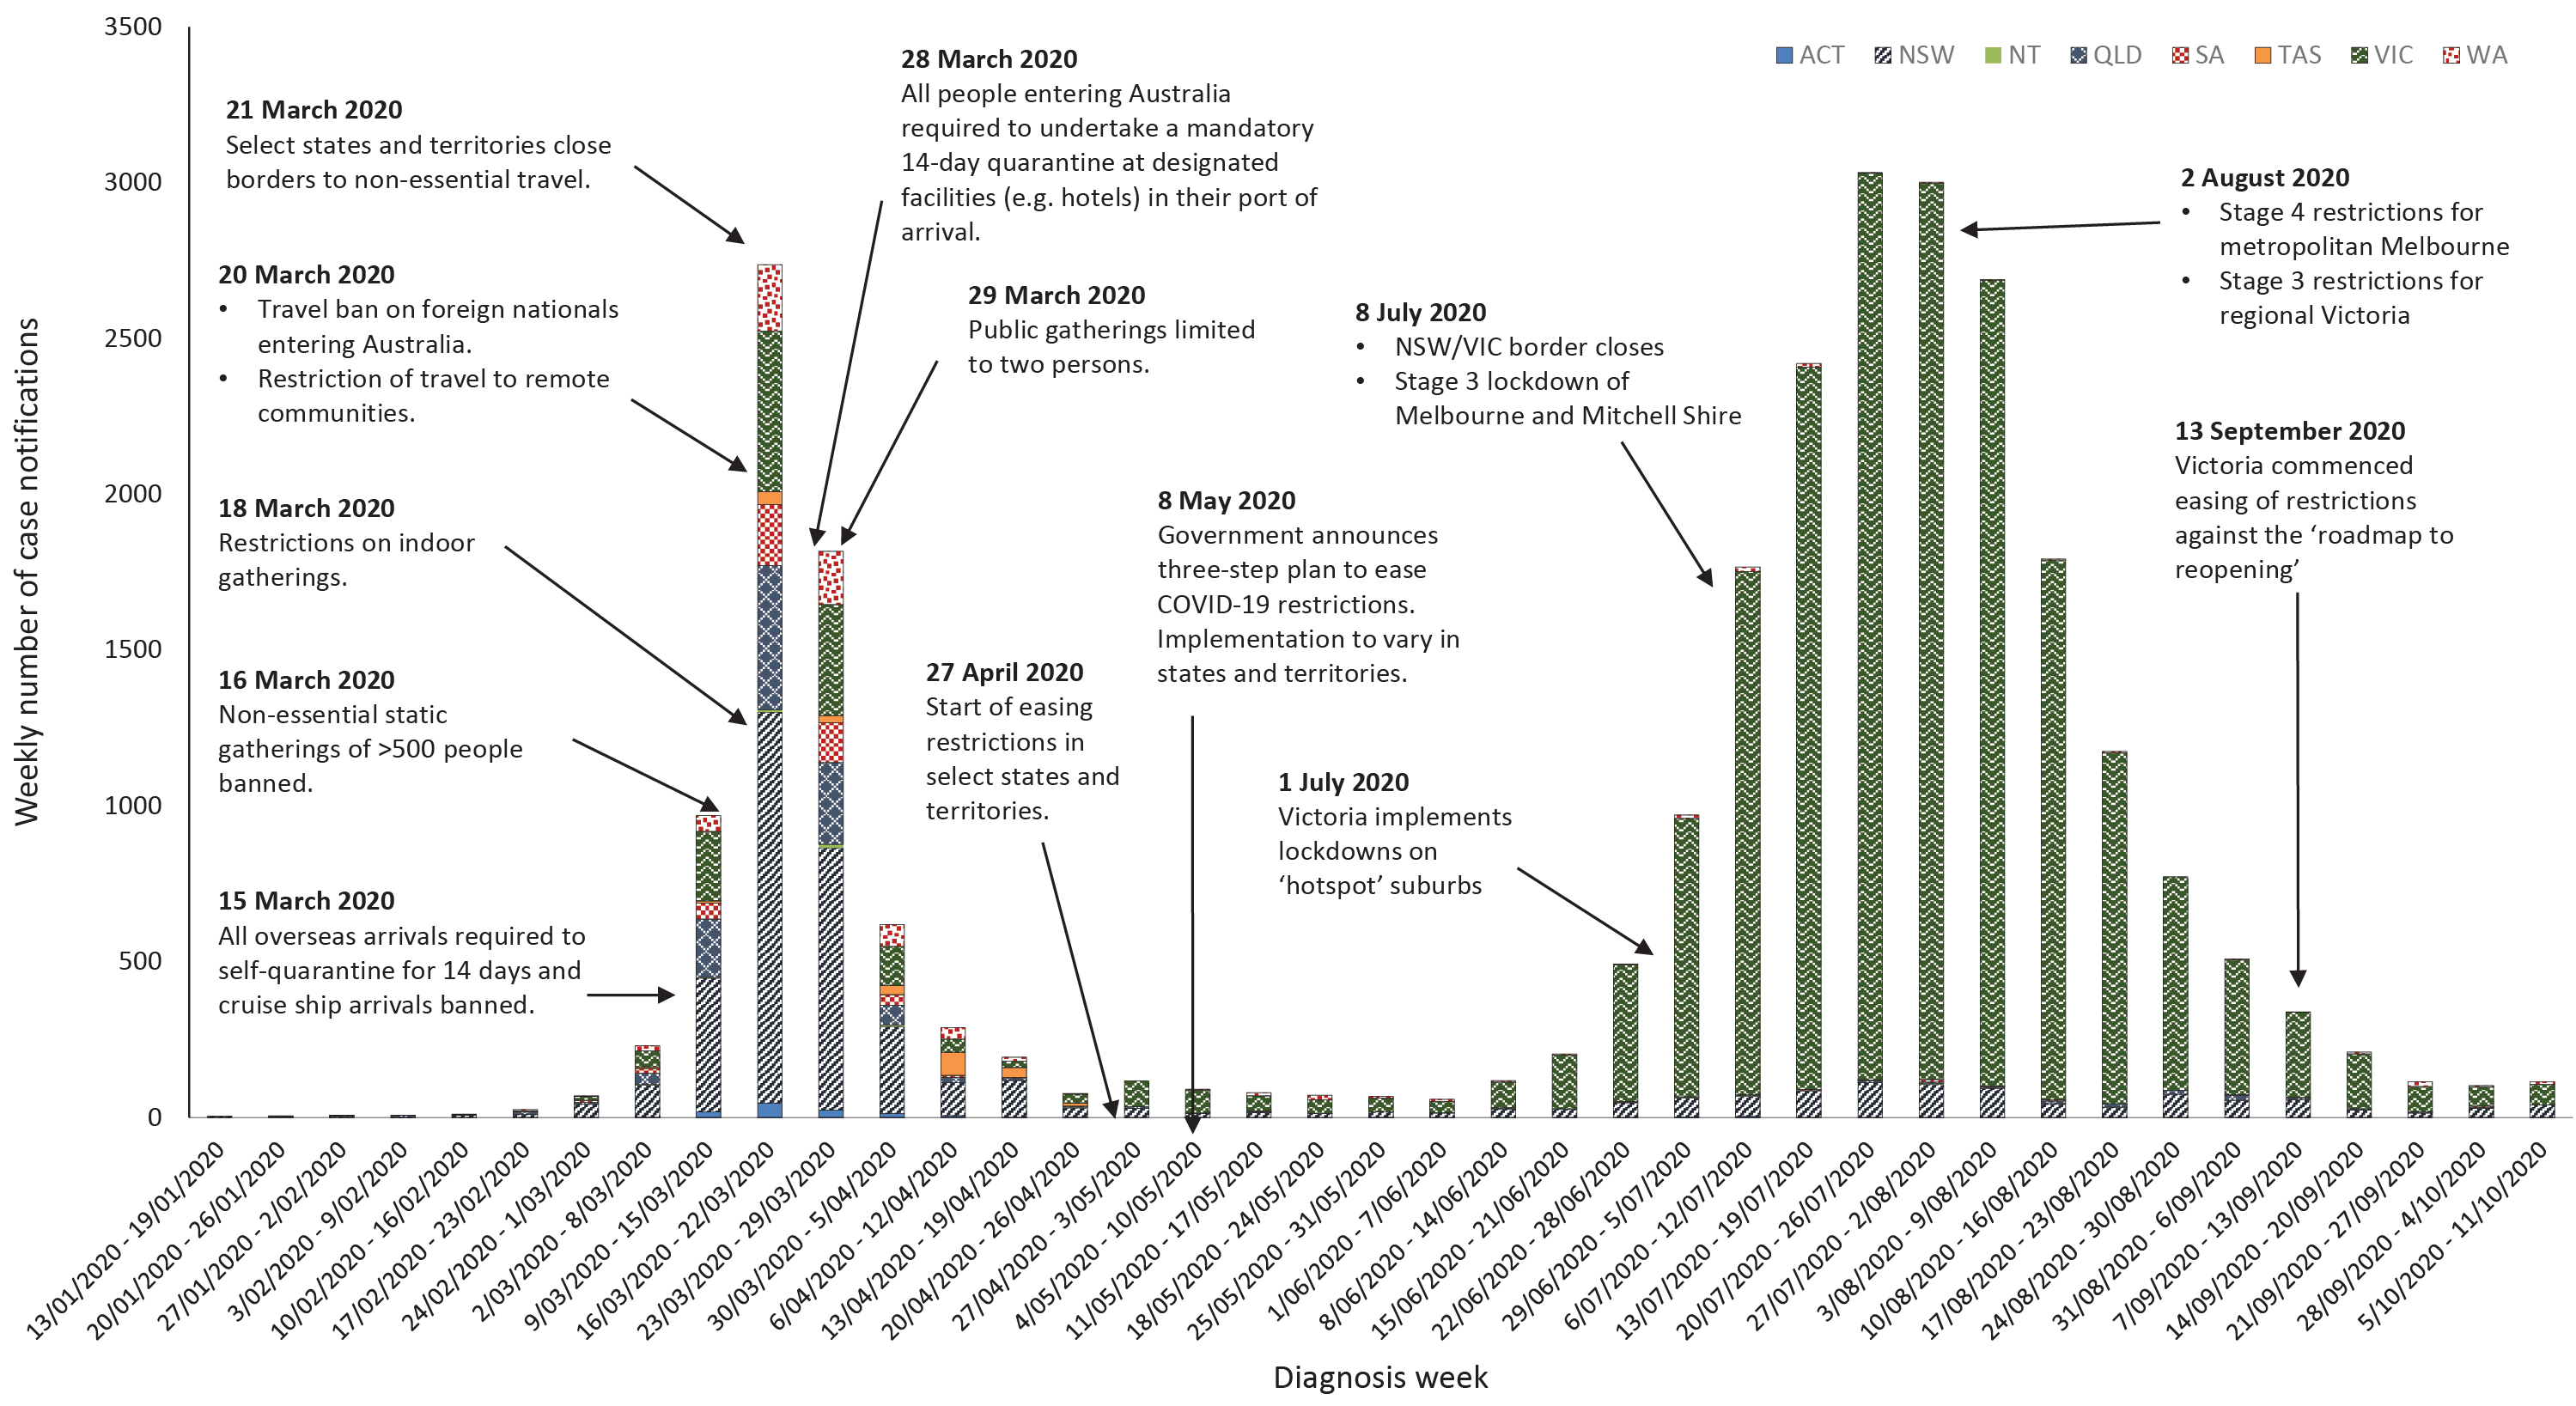 3500
3000
2500
2000
1500
1000
500
0
Weekly number of case notifications
ACT NSW NT QLD SA TAS VIC WA
21 March 2020
Select states and territories close
borders to non-essential travel.
20 March 2020
• Travel ban on foreign nationals
entering Australia.
• Restriction of travel to remote
communities.
18 March 2020
Restrictions on indoor
gatherings.
16 March 2020
Non-essential static
gatherings of >500 people
banned.
15 March 2020
All overseas arrivals required to
self-quarantine for 14 days and
cruise ship arrivals banned.
28 March 2020
All people entering Australia
required to undertake a mandatory
14-day quarantine at designated
facilities (e.g. hotels) in their port of
arrival.
29 March 2020
Public gatherings limited
to two persons.
27 April 2020
Start of easing
restrictions in
select states and
territories.
8 May 2020
Government announces
three-step plan to ease
COVID-19 restrictions.
Implementation to vary in
states and territories.
1 July 2020
Victoria implements
lockdowns on
‘hotspot’ suburbs
8 July 2020
• NSW/VIC border closes
• Stage 3 lockdown of
Melbourne and Mitchell Shire
2 August 2020
• Stage 4 restrictions for
metropolitan Melbourne
• Stage 3 restrictions for
regional Victoria
13 September 2020
Victoria commenced
easing of restrictions
against the ‘roadmap to
reopening’
13/01/2020 - 19/01/2020
20/01/2020 - 26/01/2020
27/01/2020 - 2/02/2020
3/02/2020 - 9/02/2020
10/02/2020 - 16/02/2020
17/02/2020 - 23/02/2020
24/02/2020 - 1/03/2020
2/03/2020 - 8/03/2020
9/03/2020 - 15/03/2020
16/03/2020 - 22/03/2020
23/03/2020 - 29/03/2020
30/03/2020 - 5/04/2020
6/04/2020 - 12/04/2020
13/04/2020 - 19/04/2020
20/04/2020 - 26/04/2020
27/04/2020 - 3/05/2020
4/05/2020 - 10/05/2020
11/05/2020 - 17/05/2020
18/05/2020 - 24/05/2020
25/05/2020 - 31/05/2020
1/06/2020 - 7/06/2020
8/06/2020 - 14/06/2020
15/06/2020 - 21/06/2020
22/06/2020 - 28/06/2020
29/06/2020 - 5/07/2020
6/07/2020 - 12/07/2020
13/07/2020 - 19/07/2020
20/07/2020 - 26/07/2020
27/07/2020 - 2/08/2020
3/08/2020 - 9/08/2020
10/08/2020 - 16/08/2020
17/08/2020 - 23/08/2020
24/08/2020 - 30/08/2020
31/08/2020 - 6/09/2020
7/09/2020 - 13/09/2020
14/09/2020 - 20/09/2020
21/09/2020 - 27/09/2020
28/09/2020 - 4/10/2020
5/10/2020 - 11/10/2020
Diagnosis week